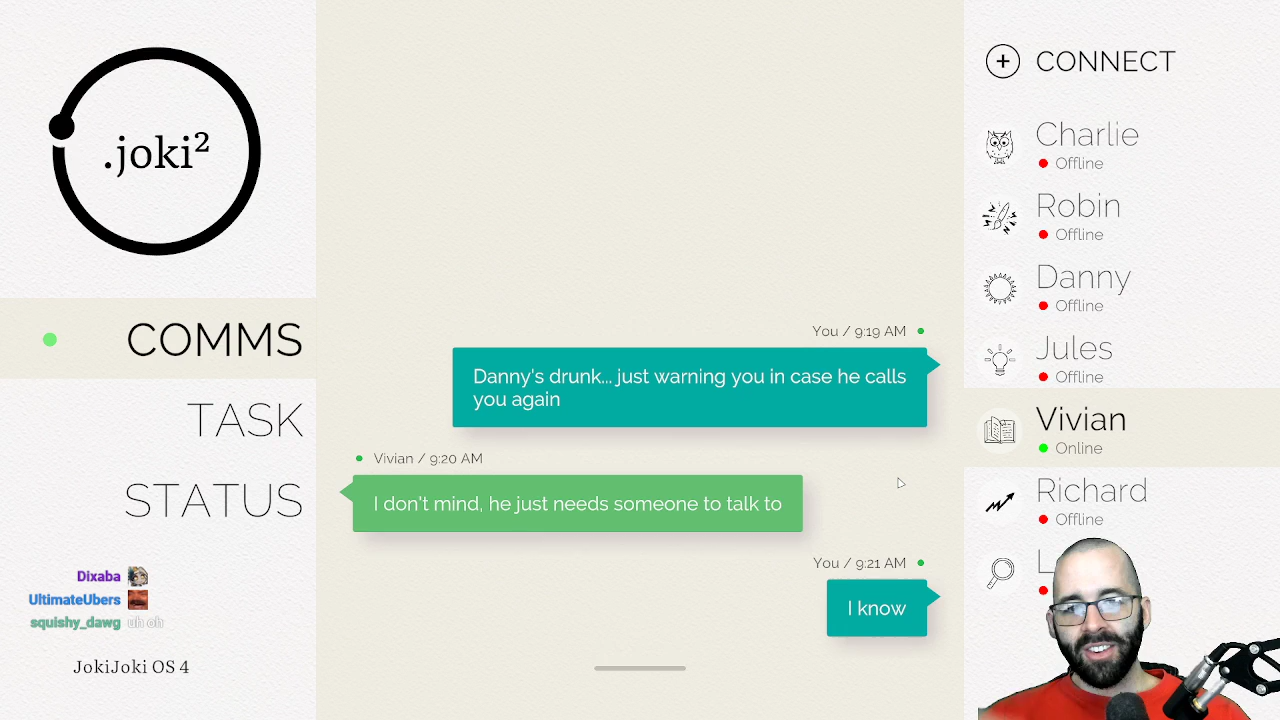 .joki²
COMMS
TASK
STATUS
Dixaba
UltimateUbers
squishy_dawg uh oh
JokiJoki OS 4
You / 9:19 AM
Danny's drunk... just warning you in case he calls
you again
Vivian / 9:20 AM
I don't mind, he just needs someone to talk to
You / 9:21 AM
I know
CONNECT
Charlie
Offline
Robin
Offline
Danny
Offline
Jules
Offline
Vivian
Online
Richard
Offline